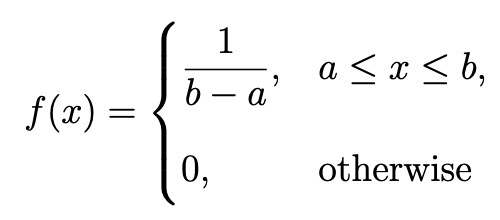 f(x) = { 1/(b − a), a ≤ x ≤ b,
0, otherwise